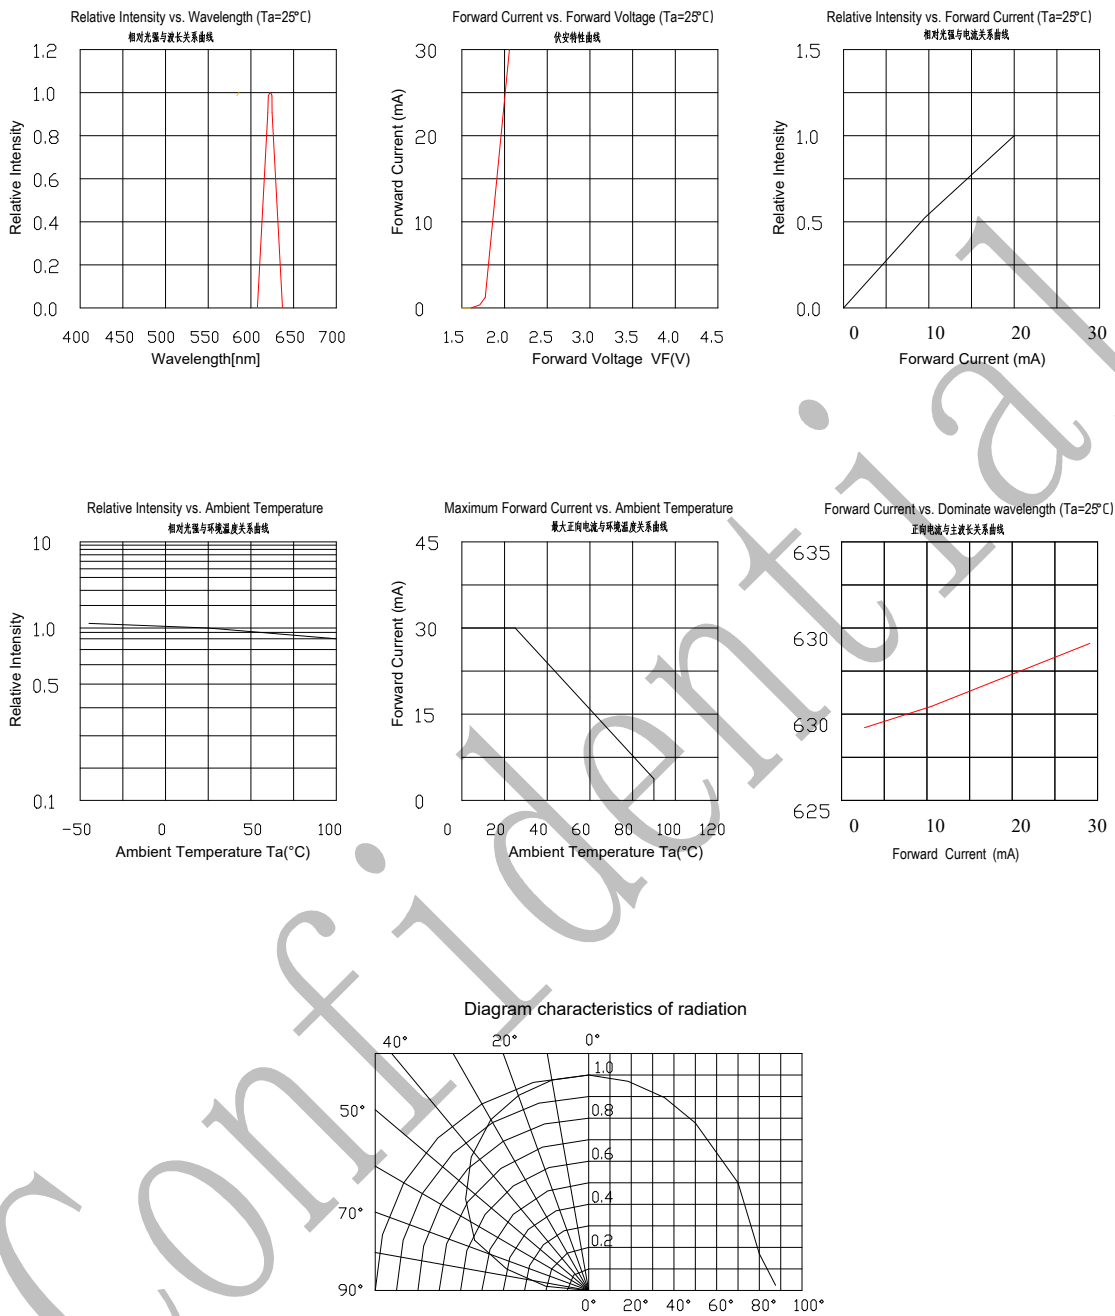 Relative Intensity vs. Wavelength (Ta=25℃)
相对光强与波长关系曲线
1.2
1.0
0.8
0.6
0.4
0.2
0.0
Relative Intensity
400 450 500 550 600 650 700
Wavelength[nm]
Forward Current vs. Forward Voltage (Ta=25℃)
伏安特性曲线
30
20
10
0
Forward Current (mA)
1.5 2.0 2.5 3.0 3.5 4.0 4.5
Forward Voltage VF(V)
Relative Intensity vs. Forward Current (Ta=25℃)
相对光强与电流关系曲线
1.5
1.0
0.5
0.0
Relative Intensity
0 10 20 30
Forward Current (mA)
Relative Intensity vs. Ambient Temperature
相对光强与环境温度关系曲线
10
1.0
0.5
0.1
Relative Intensity
-50 0 50 100
Ambient Temperature Ta(°C)
Maximum Forward Current vs. Ambient Temperature
最大正向电流与环境温度关系曲线
45
30
15
0
Forward Current (mA)
0 20 40 60 80 100 120
Ambient Temperature Ta(°C)
Forward Current vs. Dominate wavelength (Ta=25℃)
正向电流与主波长关系曲线
635
630
630
625
0 10 20 30
Forward Current (mA)
Diagram characteristics of radiation
40° 20° 0°
50°
70°
90°
1.0
0.8
0.6
0.4
0.2
0° 20° 40° 60° 80° 100°
Confidential